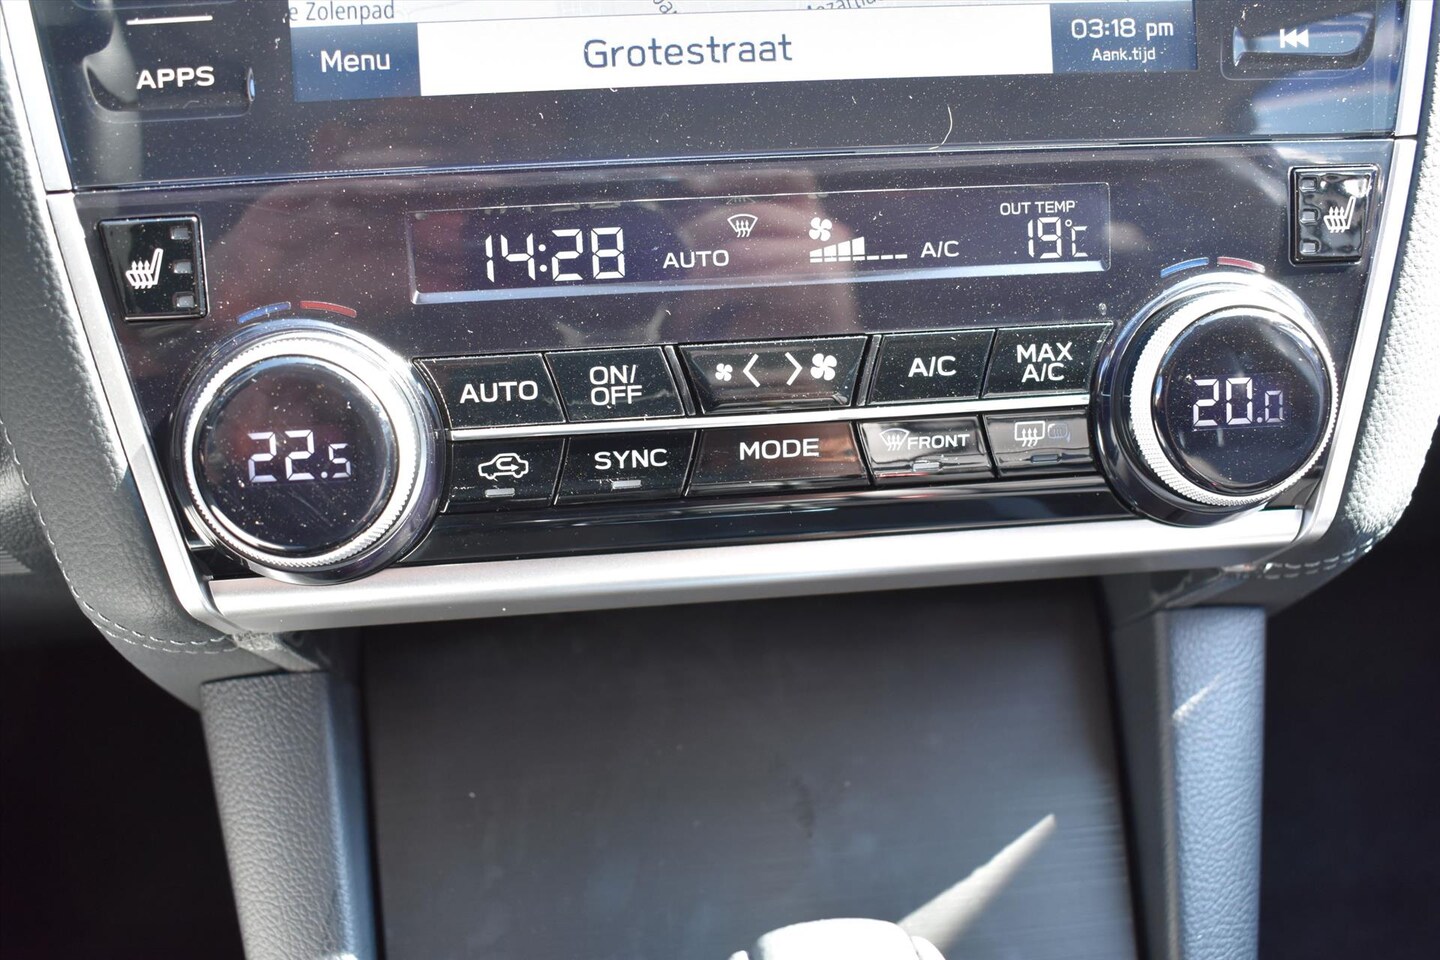 e Zolenpad
Menu
Grotestraat
03:18 pm
Aank.tijd
APPS
14:28
AUTO
A/C
OUT TEMP
19°C
AUTO
ON/
OFF
A/C
MAX
A/C
22.5
20.0
SYNC
MODE
FRONT